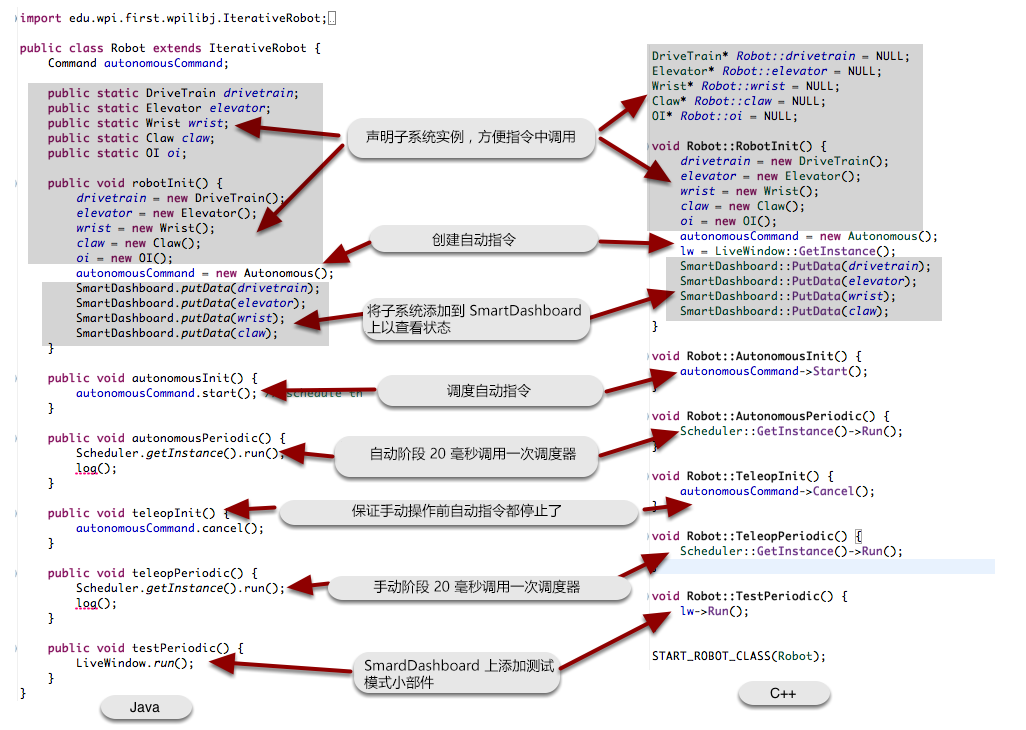 import edu.wpi.first.wpilibj.IterativeRobot;
public class Robot extends IterativeRobot {
Command autonomousCommand;
public static DriveTrain drivetrain;
public static Elevator elevator;
public static Wrist wrist;
public static Claw claw;
public static OI oi;
public void robotInit() {
drivetrain = new DriveTrain();
elevator = new Elevator();
wrist = new Wrist();
claw = new Claw();
oi = new OI();
autonomousCommand = new Autonomous();
SmartDashboard.putData(drivetrain);
SmartDashboard.putData(elevator);
SmartDashboard.putData(wrist);
SmartDashboard.putData(claw);
}
public void autonomousInit() {
autonomousCommand.start(); // schedule th
}
public void autonomousPeriodic() {
Scheduler.getInstance().run();
log();
}
public void teleopInit() {
autonomousCommand.cancel();
}
public void teleopPeriodic() {
Scheduler.getInstance().run();
log();
}
public void testPeriodic() {
LiveWindow.run();
}
}
Java
声明子系统实例，方便指令中调用
创建自动指令
将子系统添加到 SmartDashboard
上以查看状态
调度自动指令
自动阶段 20 毫秒调用一次调度器
保证手动操作前自动指令都停止了
手动阶段 20 毫秒调用一次调度器
SmardDashboard 上添加测试
模式小部件
DriveTrain* Robot::drivetrain = NULL;
Elevator* Robot::elevator = NULL;
Wrist* Robot::wrist = NULL;
Claw* Robot::claw = NULL;
OI* Robot::oi = NULL;
void Robot::RobotInit() {
drivetrain = new DriveTrain();
elevator = new Elevator();
wrist = new Wrist();
claw = new Claw();
oi = new OI();
autonomousCommand = new Autonomous();
lw = LiveWindow::GetInstance();
SmartDashboard::PutData(drivetrain);
SmartDashboard::PutData(elevator);
SmartDashboard::PutData(wrist);
SmartDashboard::PutData(claw);
}
void Robot::AutonomousInit() {
autonomousCommand->Start();
}
void Robot::AutonomousPeriodic() {
Scheduler::GetInstance()->Run();
}
void Robot::TeleopInit() {
autonomousCommand->Cancel();
}
void Robot::TeleopPeriodic() {
Scheduler::GetInstance()->Run();
}
void Robot::TestPeriodic() {
lw->Run();
START_ROBOT_CLASS(Robot);
C++